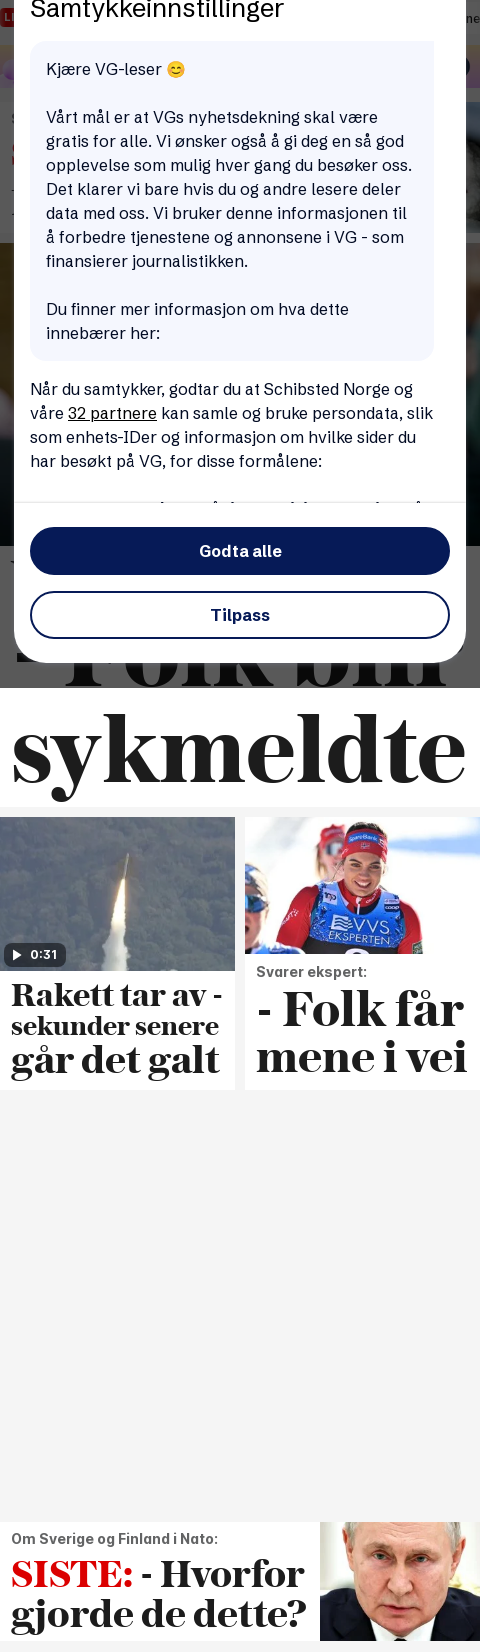 Samtykkeinnstillinger
Kjære VG-leser 😊
Vårt mål er at VGs nyhetsdekning skal være
gratis for alle. Vi ønsker også å gi deg en så god
opplevelse som mulig hver gang du besøker oss.
Det klarer vi bare hvis du og andre lesere deler
data med oss. Vi bruker denne informasjonen til
å forbedre tjenestene og annonsene i VG - som
finansierer journalistikken.
Du finner mer informasjon om hva dette
innebærer her:
Når du samtykker, godtar du at Schibsted Norge og
våre 32 partnere kan samle og bruke persondata, slik
som enhets-IDer og informasjon om hvilke sider du
har besøkt på VG, for disse formålene:
Godta alle
Tilpass
- Folk blir
sykmeldte
0:31
Rakett tar av -
sekunder senere
går det galt
SpareBank
coop
VVS
EKSPERTEN
Svarer ekspert:
- Folk får
mene i vei
Om Sverige og Finland i Nato:
SISTE: - Hvorfor
gjorde de dette?